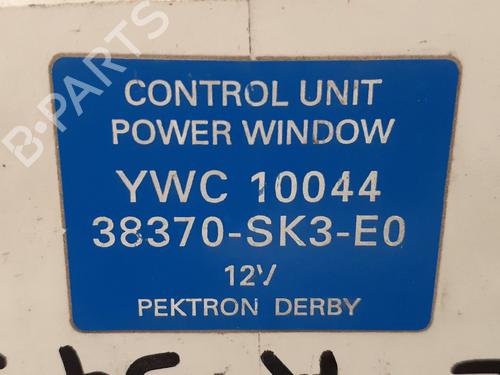 B-PARTS
CONTROL UNIT
POWER WINDOW
YWC 10044
38370-SK3-E0
12V
PEKTRON DERBY